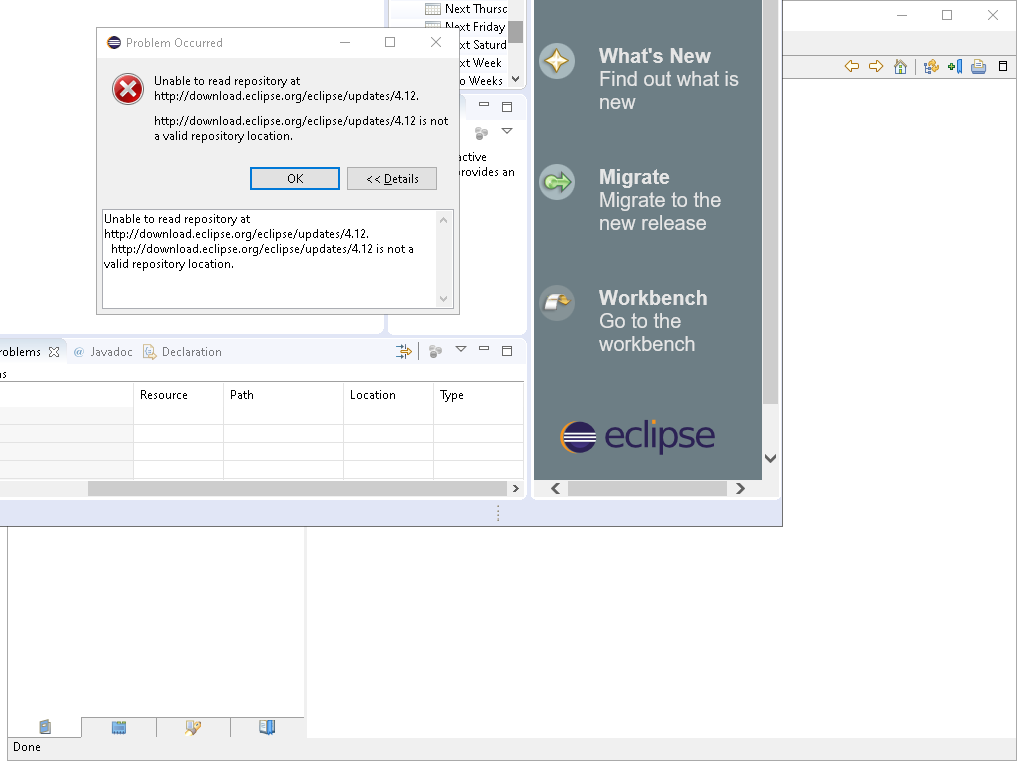 Next Thursc
Next Friday
xt Saturd
xt Week
o Weeks
Problem Occurred
Unable to read repository at
http://download.eclipse.org/eclipse/updates/4.12.
http://download.eclipse.org/eclipse/updates/4.12 is not
a valid repository location.
OK
<< Details
Unable to read repository at
http://download.eclipse.org/eclipse/updates/4.12.
http://download.eclipse.org/eclipse/updates/4.12 is not a
valid repository location.
active
rovides an
What's New
Find out what is
new
Migrate
Migrate to the
new release
Workbench
Go to the
workbench
eclipse
roblems
@ Javadoc
Declaration
ns
Resource
Path
Location
Type
Done